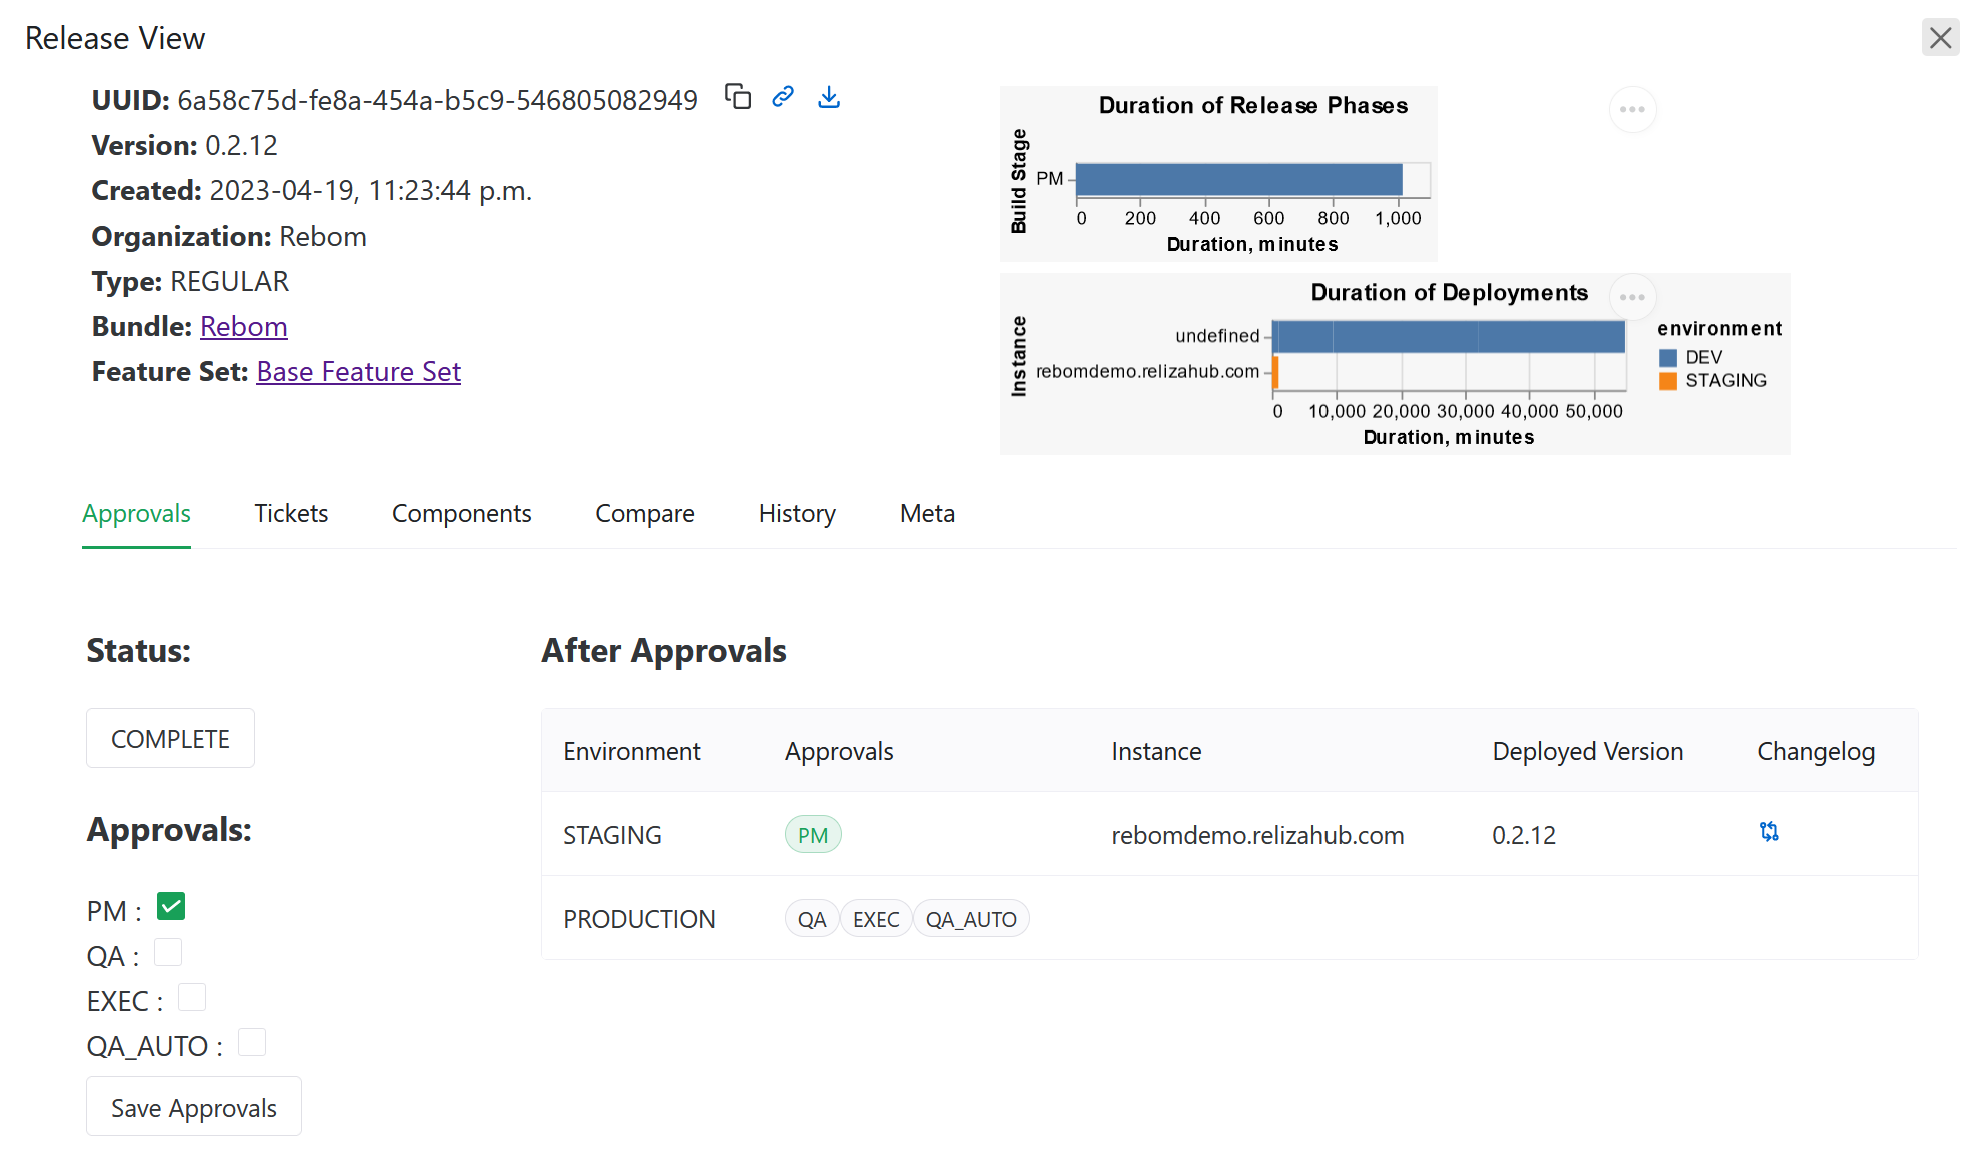 Release View
UUID: 6a58c75d-fe8a-454a-b5c9-546805082949
Version: 0.2.12
Created: 2023-04-19, 11:23:44 p.m.
Organization: Rebom
Type: REGULAR
Bundle: Rebom
Feature Set: Base Feature Set
Duration of Release Phases
Build Stage
PM
0 200 400 600 800 1,000
Duration, minutes
Duration of Deployments
Instance
undefined
rebomdemo.relizahub.com
0 10,000 20,000 30,000 40,000 50,000
Duration, minutes
environment
DEV
STAGING
Approvals Tickets Components Compare History Meta
Status:
COMPLETE
Approvals:
PM :
QA :
EXEC :
QA_AUTO :
Save Approvals
After Approvals
Environment Approvals Instance Deployed Version Changelog
STAGING PM rebomdemo.relizahub.com 0.2.12
PRODUCTION QA EXEC QA_AUTO